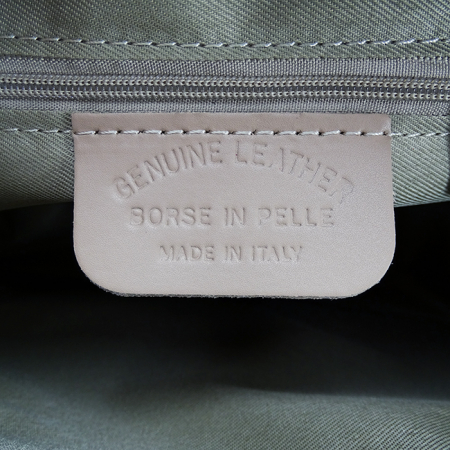 GENUINE LEATHER
BORSE IN PELLE
MADE IN ITALY